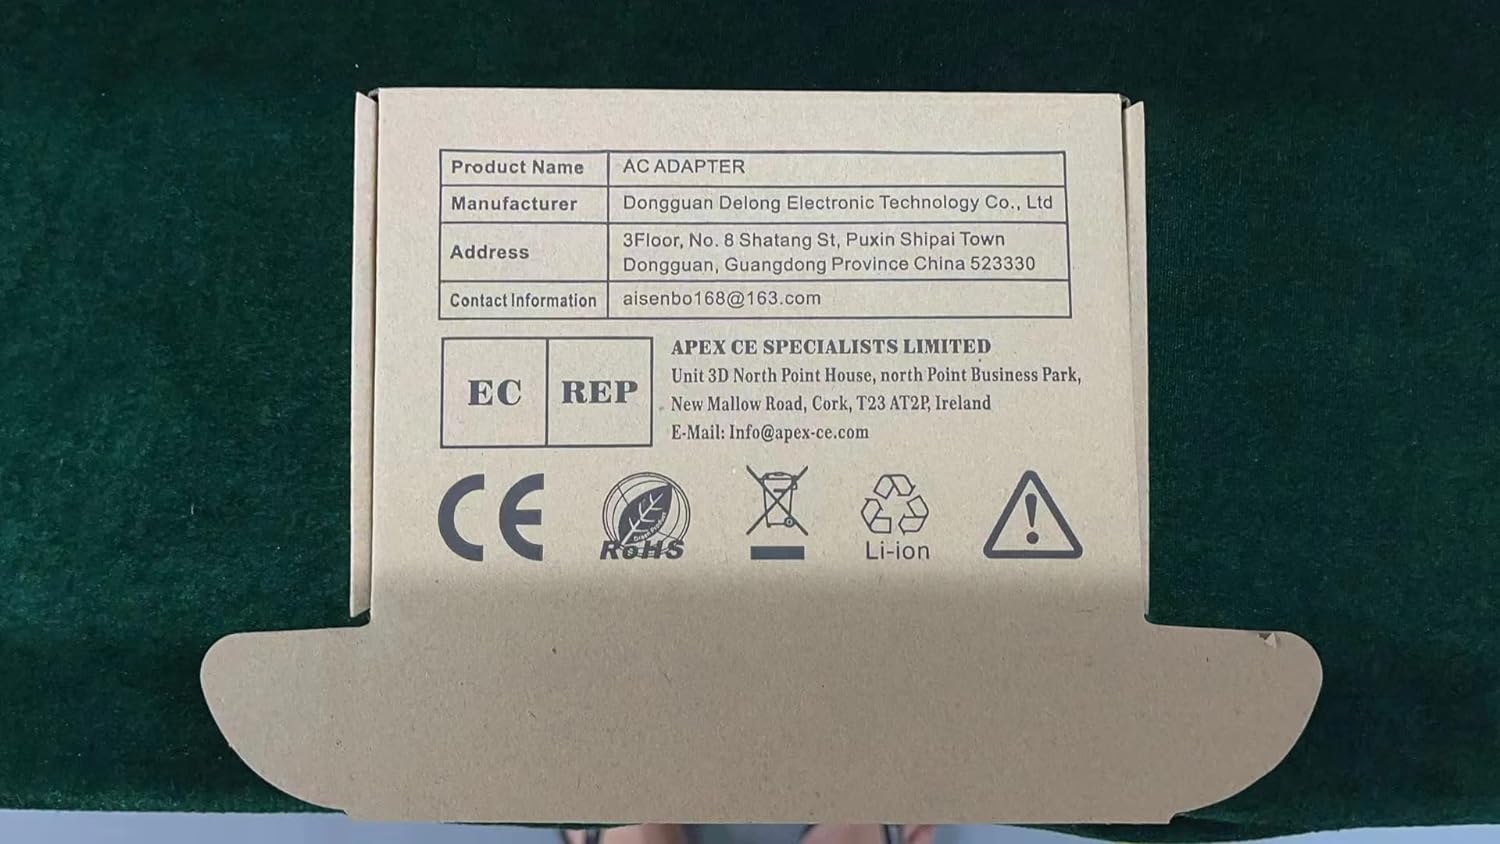 Product Name AC ADAPTER
Manufacturer Dongguan Delong Electronic Technology Co., Ltd
Address 3Floor, No. 8 Shatang St, Puxin Shipai Town
Dongguan, Guangdong Province China 523330
Contact Information aisenbo168@163.com
EC REP
APEX CE SPECIALISTS LIMITED
Unit 3D North Point House, north Point Business Park,
New Mallow Road, Cork, T23 AT2P, Ireland
E-Mail: Info@apex-ce.com
CE
Green Product
RoHS
Li-ion